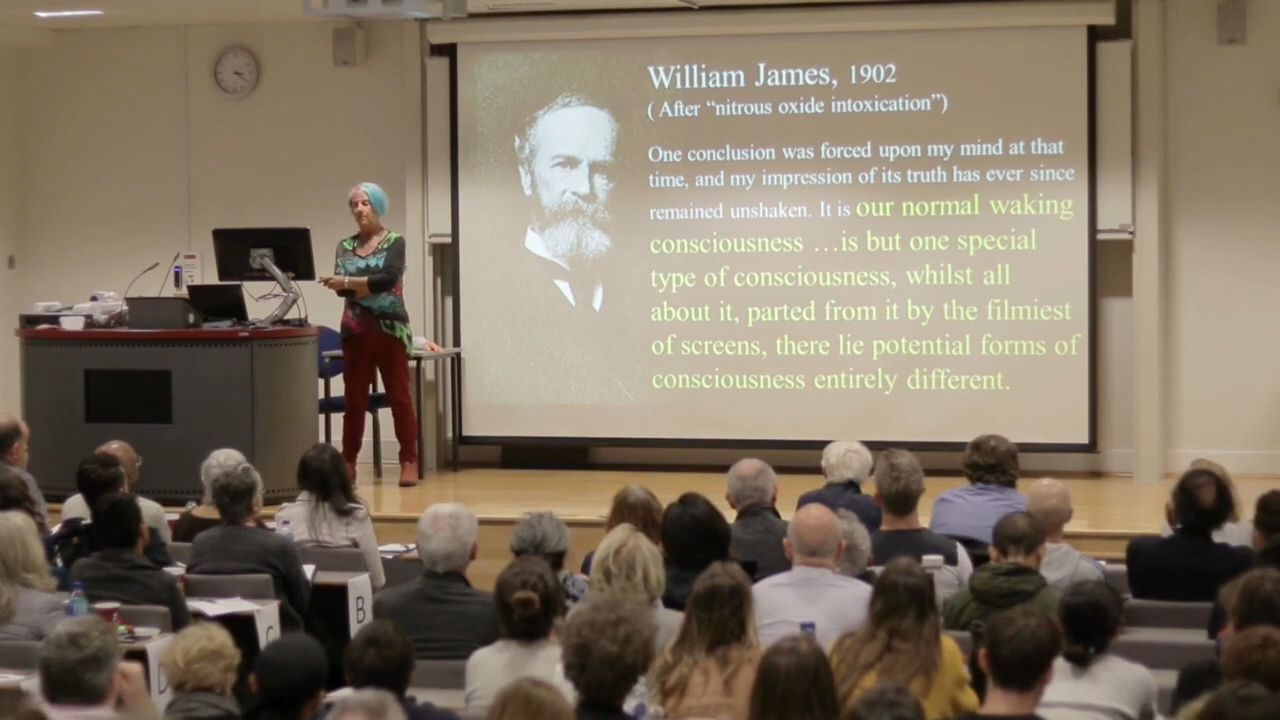 William James, 1902
( After “nitrous oxide intoxication”)
One conclusion was forced upon my mind at that
time, and my impression of its truth has ever since
remained unshaken. It is our normal waking
consciousness …is but one special
type of consciousness, whilst all
about it, parted from it by the filmiest
of screens, there lie potential forms of
consciousness entirely different.
B
C
D